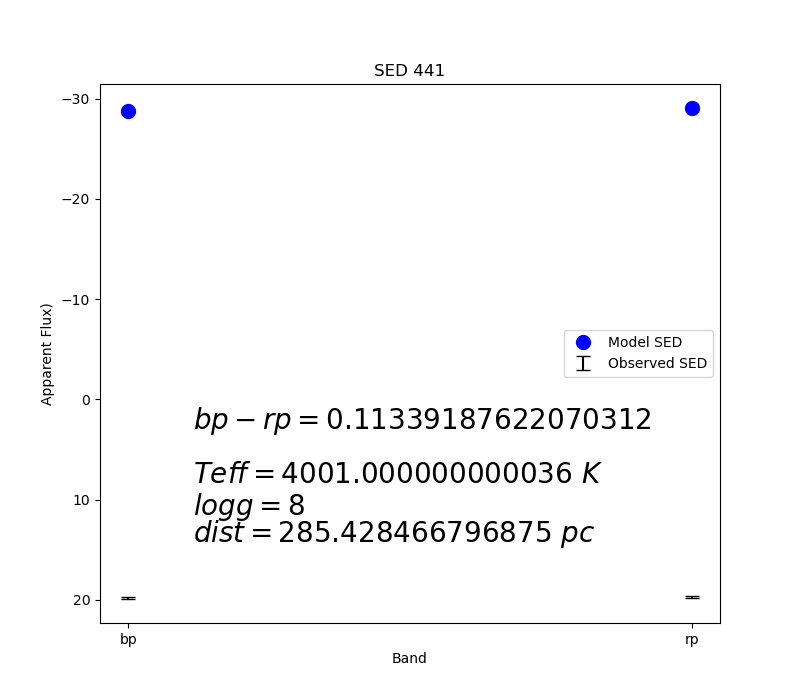 SED 441
−30
−20
−10
0
10
20
Apparent Flux)
Model SED
Observed SED
bp − rp = 0.11339187622070312
Teff = 4001.000000000036 K
logg = 8
dist = 285.428466796875 pc
bp
rp
Band